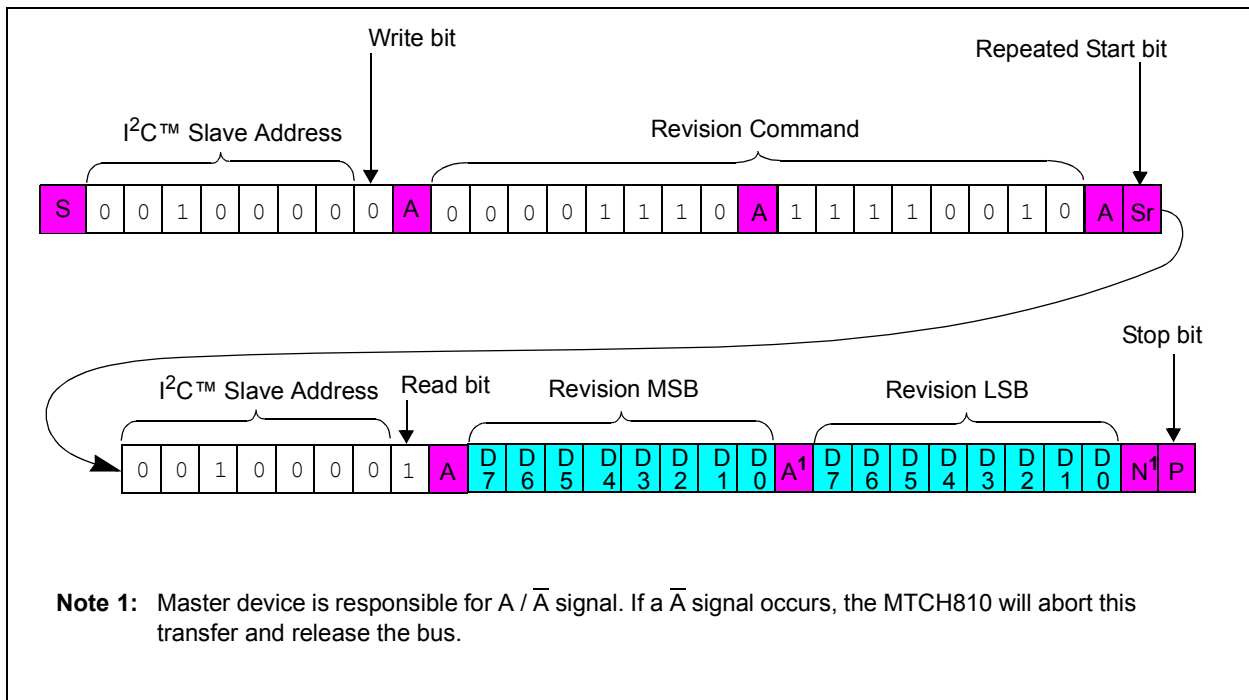 Write bit
Repeated Start bit
I²C™ Slave Address
Revision Command
S 0 0 1 0 0 0 0 0 A 0 0 0 0 1 1 1 0 A 1 1 1 1 0 0 1 0 A Sr
Stop bit
I²C™ Slave Address
Read bit
Revision MSB
Revision LSB
0 0 1 0 0 0 0 1 A D7 D6 D5 D4 D3 D2 D1 D0 A¹ D7 D6 D5 D4 D3 D2 D1 D0 N¹ P
Note 1: Master device is responsible for A / A̅ signal. If a A̅ signal occurs, the MTCH810 will abort this
transfer and release the bus.